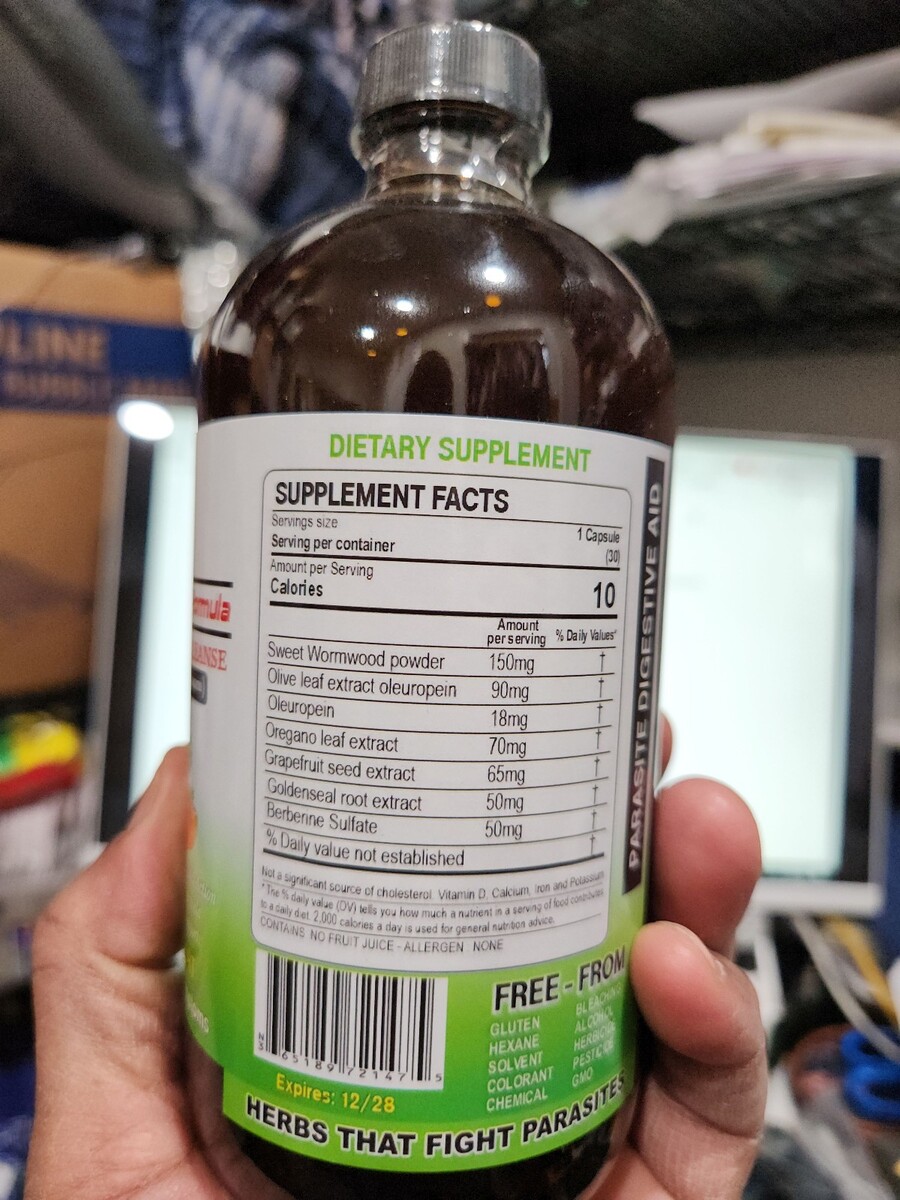 LINE
DIETARY SUPPLEMENT
SUPPLEMENT FACTS
Servings size 1 Capsule
Serving per container (30)
Amount per Serving
Calories 10
Amount per serving % Daily Values*
Sweet Wormwood powder 150mg †
Olive leaf extract oleuropein 90mg †
Oleuropein 18mg †
Oregano leaf extract 70mg †
Grapefruit seed extract 65mg †
Goldenseal root extract 50mg †
Berberine Sulfate 50mg †
% Daily value not established
Not a significant source of cholesterol. Vitamin D, Calcium, Iron and Potassium
*The % daily value (DV) tells you how much a nutrient in a serving of food contributes
to a daily diet. 2,000 calories a day is used for general nutrition advice.
CONTAINS NO FRUIT JUICE - ALLERGEN NONE
PARASITE DIGESTIVE AID
3 65189 72147 5
Expires: 12/28
FREE - FROM
GLUTEN
HEXANE
SOLVENT
COLORANT
CHEMICAL
BLEACHING
ALCOHOL
HERBICIDE
PESTICIDE
GMO
HERBS THAT FIGHT PARASITES